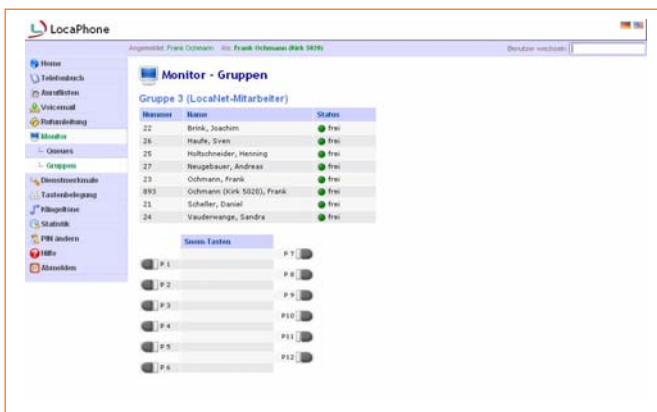 LocaPhone
Angemeldet: Frank Ochmann Als: Frank Ochmann (Kirk 5020)
Benutzer wechseln:
Home
Telefonbuch
Anruflisten
Voicemail
Rufumleitung
Monitor
Queues
Gruppen
Dienstmerkmale
Tastenbelegung
Klingeltöne
Statistik
PIN ändern
Hilfe
Abmelden
Monitor - Gruppen
Gruppe 3 (LocaNet-Mitarbeiter)
Nummer Name Status
22 Brink, Joachim frei
26 Haufe, Sven frei
25 Holtschneider, Henning frei
27 Neugebauer, Andreas frei
23 Ochmann, Frank frei
893 Ochmann (Kirk 5020), Frank frei
21 Scheller, Daniel frei
24 Vauderwange, Sandra frei
Snom-Tasten
P 7
P 1
P 8
P 2
P 9
P 3
P10
P 4
P11
P 5
P12
P 6